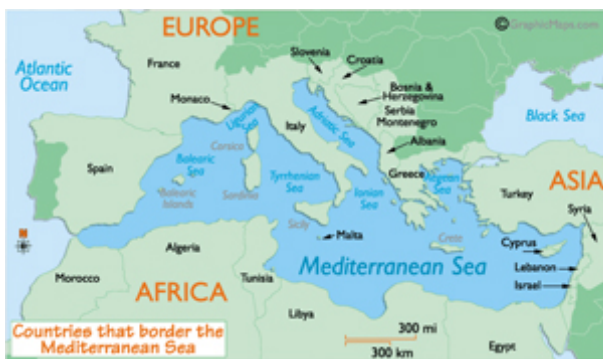 ©GraphicMaps.com
EUROPE
Atlantic
Ocean
France
Slovenia
Croatia
Bosnia &
Herzegovina
Serbia
Montenegro
Albania
Black Sea
Monaco
Ligurian
Sea
Italy
Adriatic Sea
Corsica
Spain
Balearic
Sea
Balearic
Islands
Sardinia
Tyrrhenian
Sea
Ionian
Sea
Greece
Aegean
Sea
Turkey
ASIA
Syria
Sicily
Malta
Crete
Cyprus
Lebanon
Israel
Mediterranean Sea
Morocco
Algeria
Tunisia
AFRICA
Libya
Egypt
300 mi
300 km
Countries that border the
Mediterranean Sea